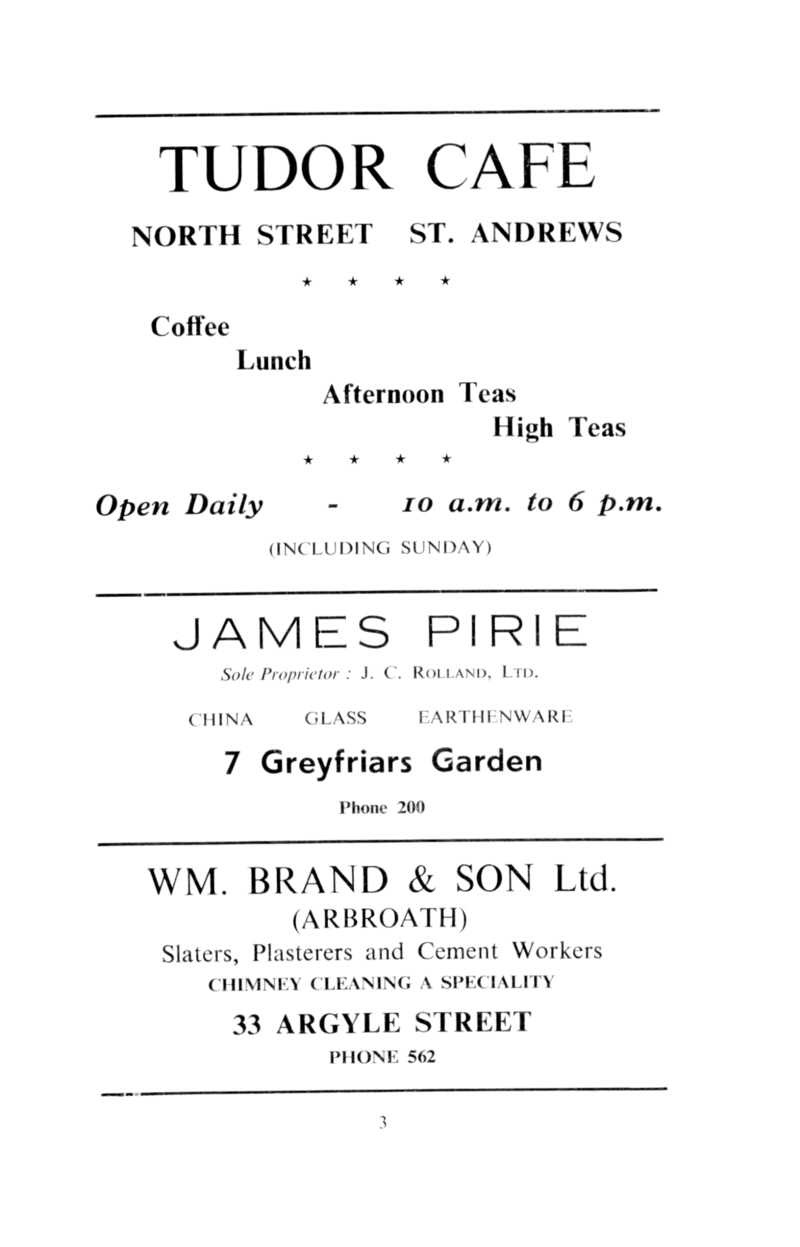 TUDOR CAFE
NORTH STREET ST. ANDREWS
★ ★ ★ ★
Coffee
Lunch
Afternoon Teas
High Teas
★ ★ ★ ★
Open Daily - 10 a.m. to 6 p.m.
(INCLUDING SUNDAY)
JAMES PIRIE
Sole Proprietor : J. C. ROLLAND, LTD.
CHINA GLASS EARTHENWARE
7 Greyfriars Garden
Phone 200
WM. BRAND & SON Ltd.
(ARBROATH)
Slaters, Plasterers and Cement Workers
CHIMNEY CLEANING A SPECIALITY
33 ARGYLE STREET
PHONE 562
3